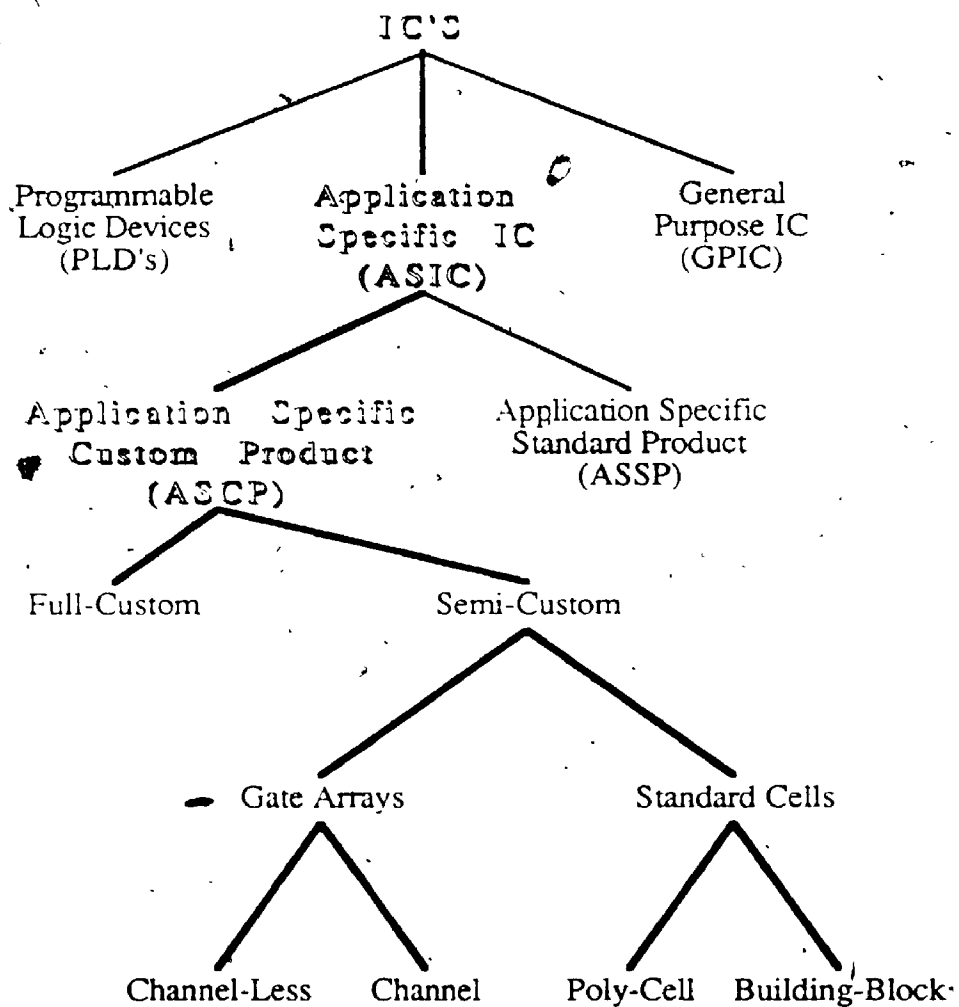 IC'S
Programmable
Logic Devices
(PLD's)
Application
Specific IC
(ASIC)
General
Purpose IC
(GPIC)
Application Specific
Custom Product
(ASCP)
Application Specific
Standard Product
(ASSP)
Full-Custom
Semi-Custom
Gate Arrays
Standard Cells
Channel-Less
Channel
Poly-Cell
Building-Block